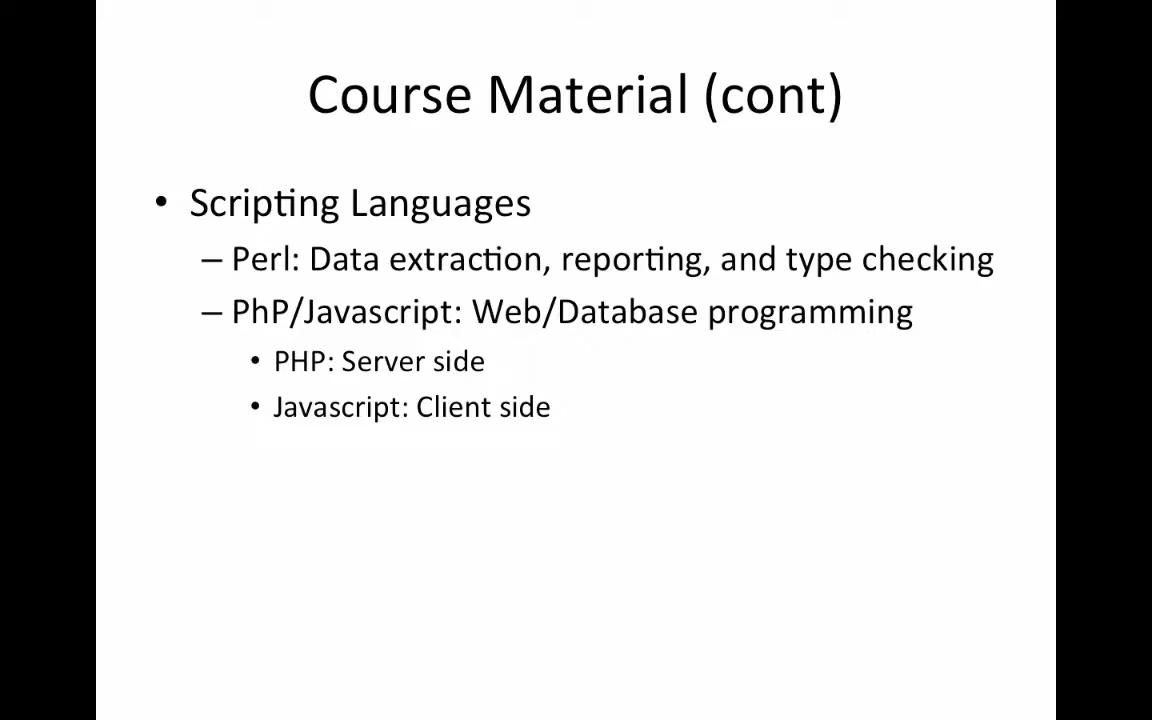 Course Material (cont)
• Scripting Languages
– Perl: Data extraction, reporting, and type checking
– PhP/Javascript: Web/Database programming
• PHP: Server side
• Javascript: Client side